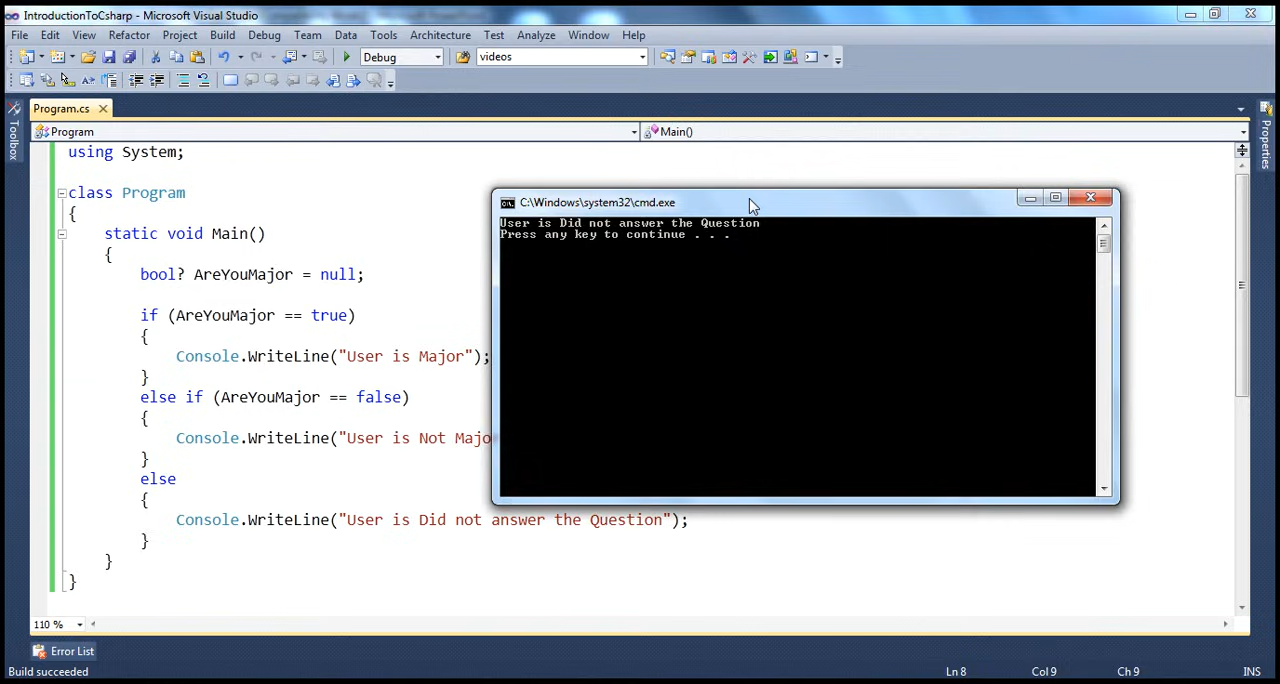 IntroductionToCsharp - Microsoft Visual Studio
File Edit View Refactor Project Build Debug Team Data Tools Architecture Test Analyze Window Help
Debug videos
Program.cs
Program Main()
Toolbox
Properties
using System;
class Program
{
static void Main()
{
bool? AreYouMajor = null;
if (AreYouMajor == true)
{
Console.WriteLine("User is Major");
}
else if (AreYouMajor == false)
{
Console.WriteLine("User is Not Majo
}
else
{
Console.WriteLine("User is Did not answer the Question");
}
}
}
C:\Windows\system32\cmd.exe
User is Did not answer the Question
Press any key to continue . . .
110 %
Error List
Build succeeded Ln 8 Col 9 Ch 9 INS